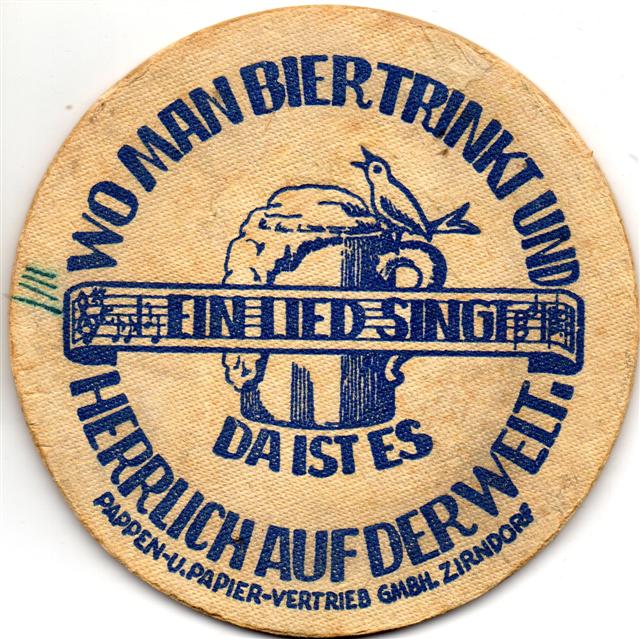 WO MAN BIER TRINKT UND
EIN LIED SINGT
DA IST ES
HERRLICH AUF DER WELT.
PAPPEN-U.PAPIER-VERTRIEB GMBH. ZIRNDORF